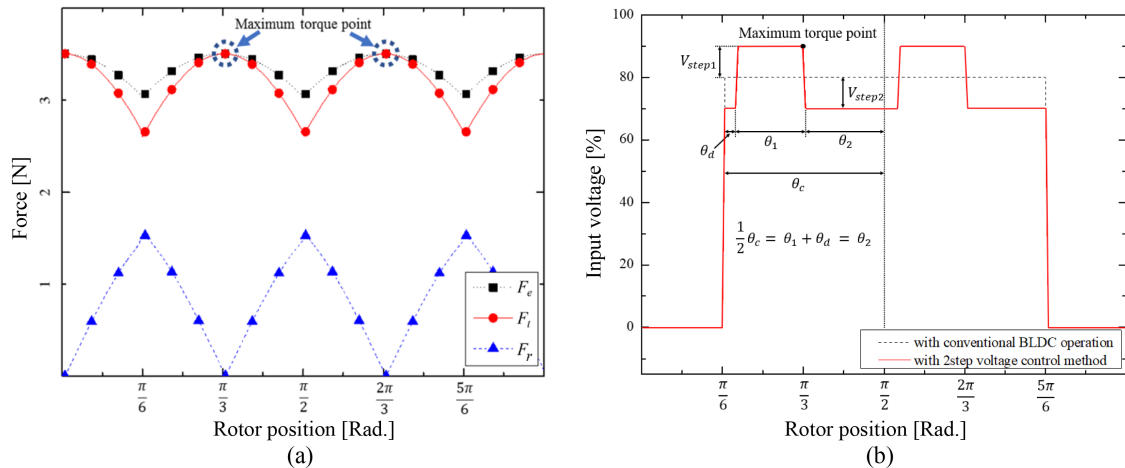 (a)
Maximum torque point
Force [N]
3
2
1
F_e
F_t
F_r
π/6
π/3
π/2
2π/3
5π/6
Rotor position [Rad.]
(b)
Input voltage [%]
100
80
60
40
20
0
Maximum torque point
V_step1
V_step2
θ_d
θ_1
θ_2
θ_c
1/2 θ_c = θ_1 + θ_d = θ_2
with conventional BLDC operation
with 2step voltage control method
π/6
π/3
π/2
2π/3
5π/6
Rotor position [Rad.]